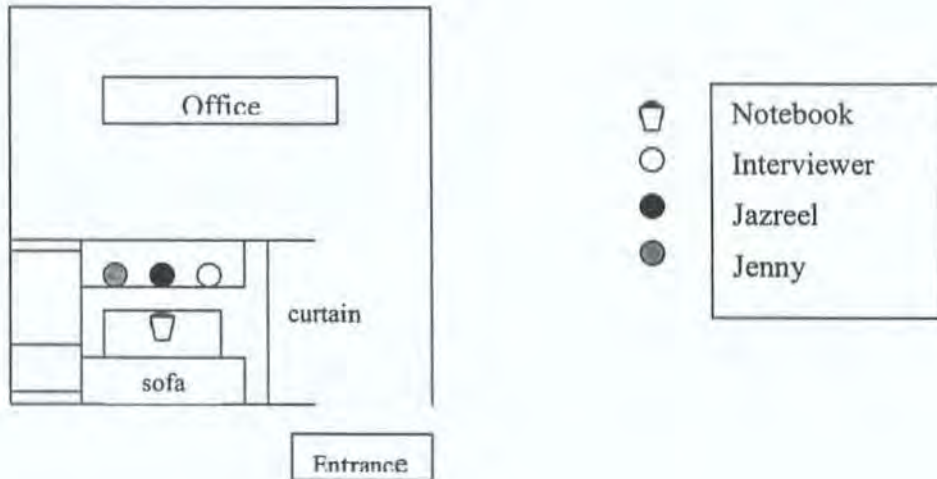 Office
Notebook
Interviewer
Jazreel
Jenny
curtain
sofa
Entrance